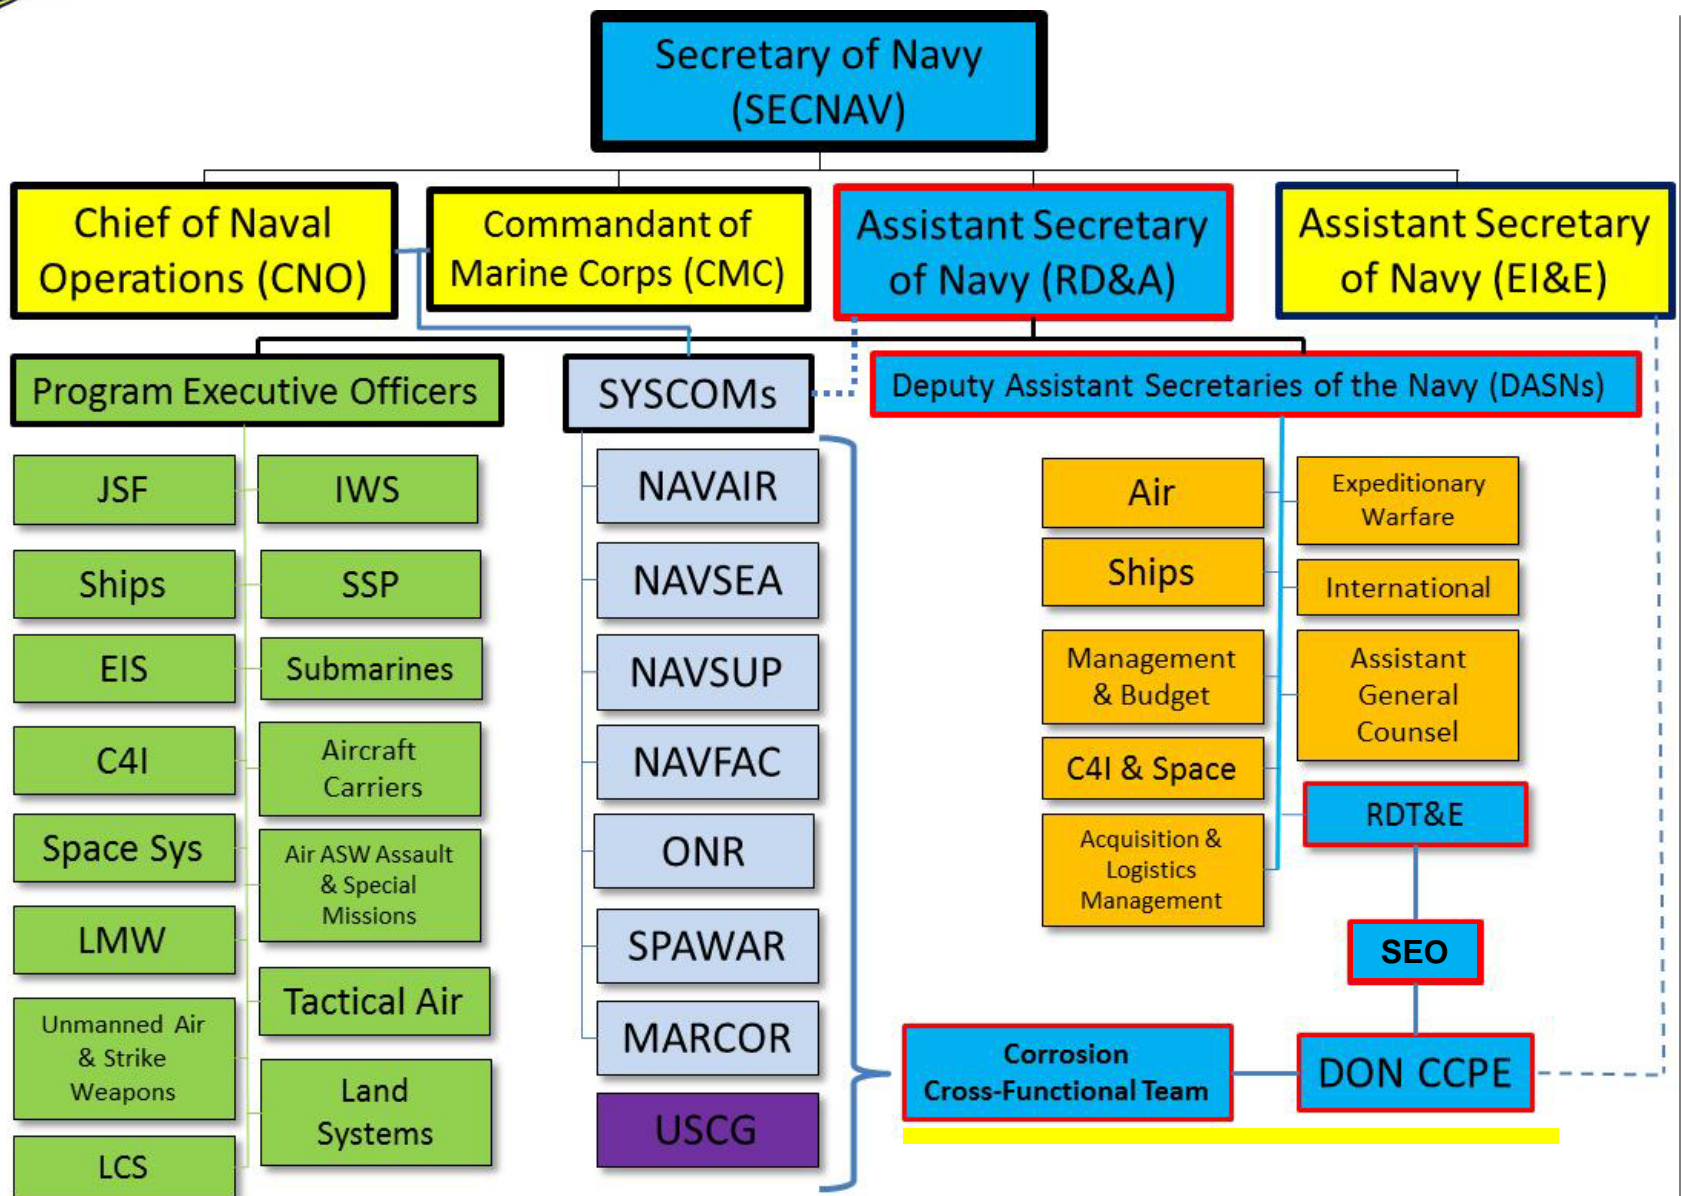 Secretary of Navy
(SECNAV)
Chief of Naval
Operations (CNO)
Commandant of
Marine Corps (CMC)
Assistant Secretary
of Navy (RD&A)
Assistant Secretary
of Navy (EI&E)
Program Executive Officers
SYSCOMs
Deputy Assistant Secretaries of the Navy (DASNs)
JSF
IWS
Ships
SSP
EIS
Submarines
C4I
Aircraft
Carriers
Space Sys
Air ASW Assault
& Special
Missions
LMW
Tactical Air
Unmanned Air
& Strike
Weapons
Land
Systems
LCS
NAVAIR
NAVSEA
NAVSUP
NAVFAC
ONR
SPAWAR
MARCOR
USCG
Air
Expeditionary
Warfare
Ships
International
Management
& Budget
Assistant
General
Counsel
C4I & Space
RDT&E
Acquisition &
Logistics
Management
SEO
Corrosion
Cross-Functional Team
DON CCPE